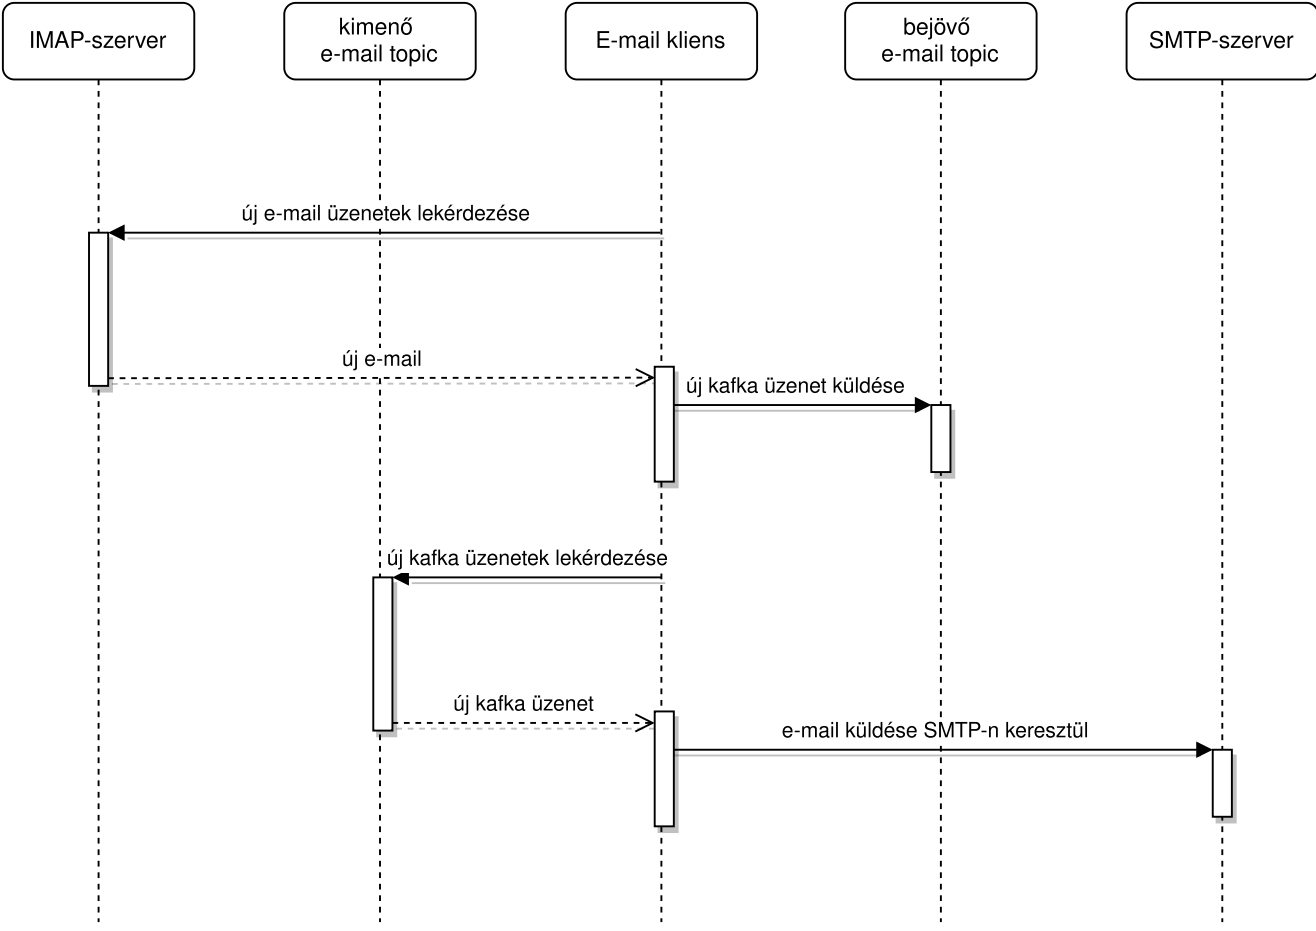 IMAP-szerver
kimenő
e-mail topic
E-mail kliens
bejövő
e-mail topic
SMTP-szerver
új e-mail üzenetek lekérdezése
új e-mail
új kafka üzenet küldése
új kafka üzenetek lekérdezése
új kafka üzenet
e-mail küldése SMTP-n keresztül